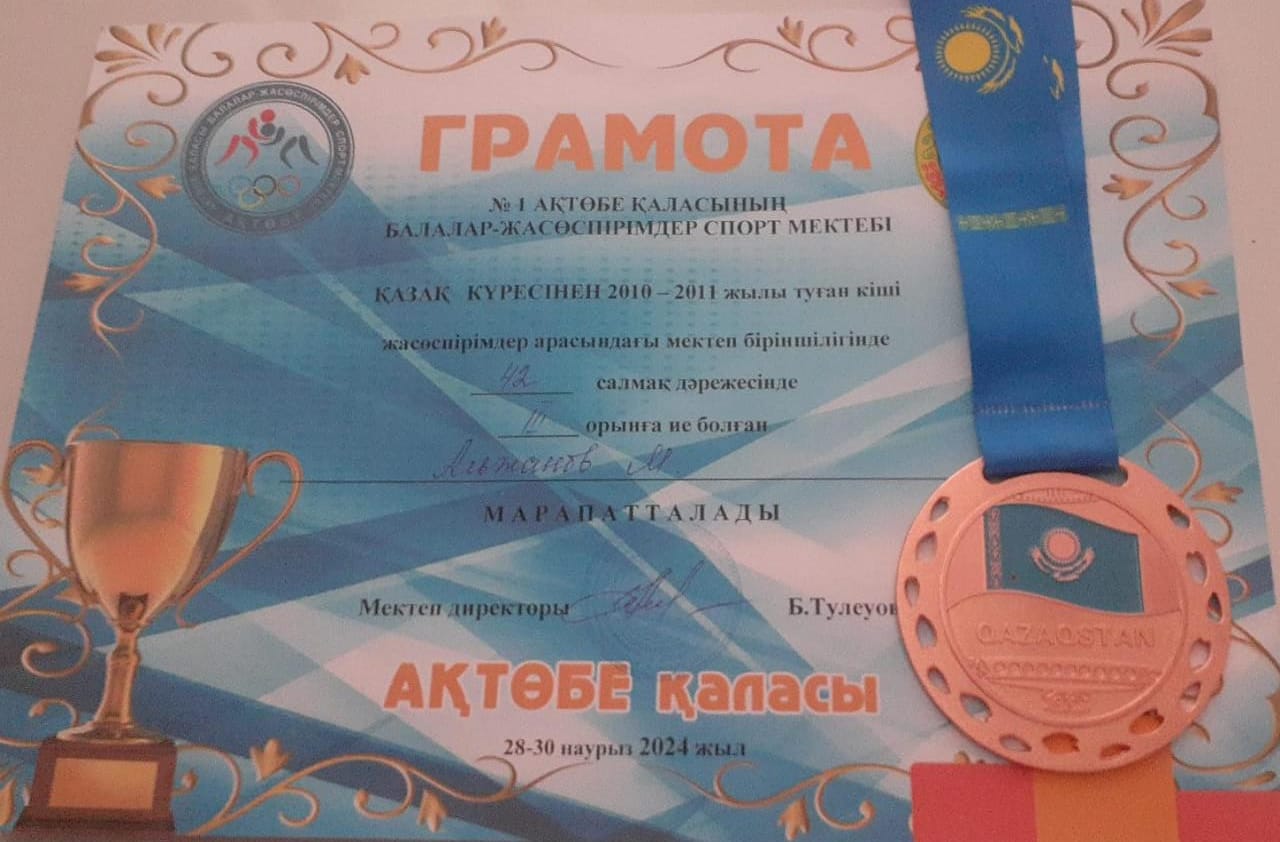 ГРАМОТА
№ 1 АҚТӨБЕ ҚАЛАСЫНЫҢ
БАЛАЛАР-ЖАСӨСПІРІМДЕР СПОРТ МЕКТЕБІ
ҚАЗАҚ КҮРЕСІНЕН 2010 – 2011 жылы туған кіші
жасөспірімдер арасындағы мектеп біріншілігінде
42 салмақ дәрежесінде
III орынға ие болған
Альжанов М.
МАРАПАТТАЛАДЫ
Мектеп директоры Б.Тулеуов
АҚТӨБЕ қаласы
28-30 наурыз 2024 жыл
QAZAQSTAN